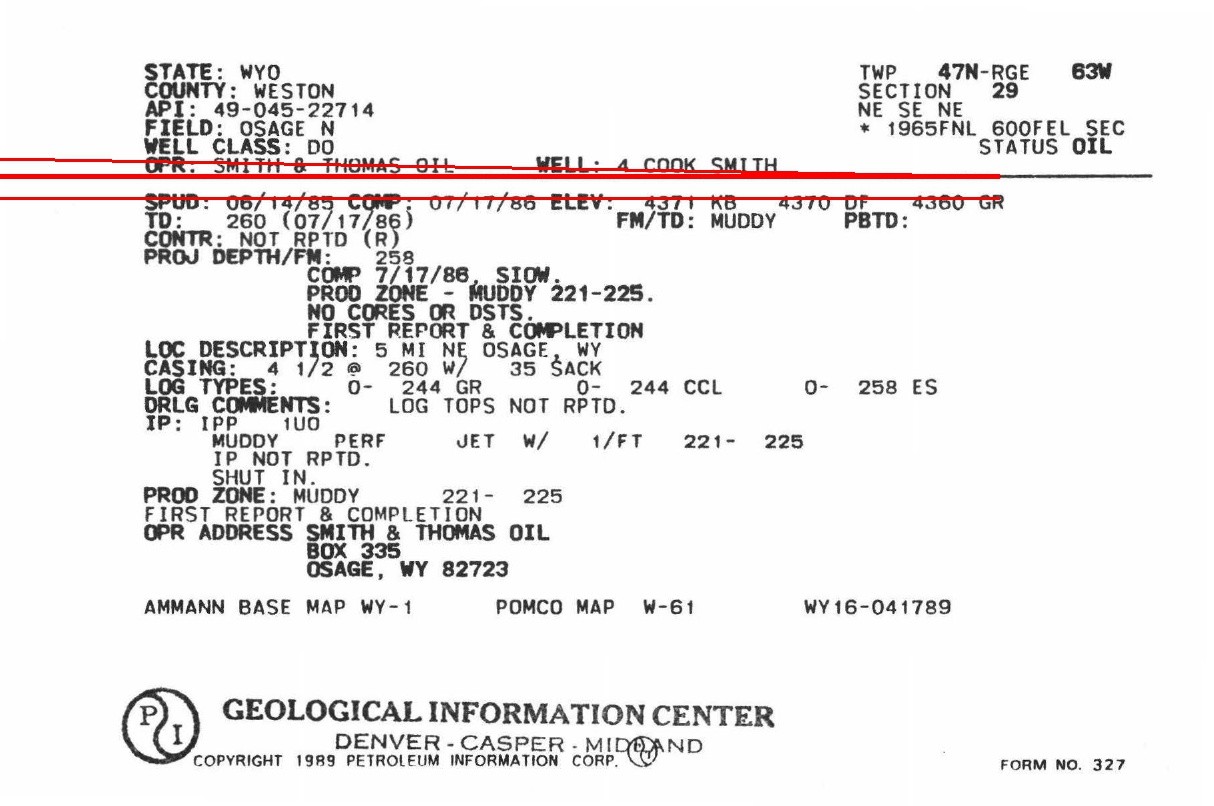 STATE: WYO TWP 47N-RGE 63W
COUNTY: WESTON SECTION 29
API: 49-045-22714 NE SE NE
FIELD: OSAGE N * 1965FNL 600FEL SEC
WELL CLASS: DO STATUS OIL
OPR: SMITH & THOMAS OIL WELL: 4 COOK SMITH
SPUD: 06/14/85 COMP: 07/17/86 ELEV: 4371 KB 4370 DF 4360 GR
TD: 260 (07/17/86) FM/TD: MUDDY PBTD:
CONTR: NOT RPTD (R)
PROJ DEPTH/FM: 258
COMP 7/17/86, SIOW.
PROD ZONE - MUDDY 221-225.
NO CORES OR DSTS.
FIRST REPORT & COMPLETION
LOC DESCRIPTION: 5 MI NE OSAGE, WY
CASING: 4 1/2 @ 260 W/ 35 SACK
LOG TYPES: 0- 244 GR 0- 244 CCL 0- 258 ES
DRLG COMMENTS: LOG TOPS NOT RPTD.
IP: IPP 1UO
MUDDY PERF JET W/ 1/FT 221- 225
IP NOT RPTD.
SHUT IN.
PROD ZONE: MUDDY 221- 225
FIRST REPORT & COMPLETION
OPR ADDRESS SMITH & THOMAS OIL
BOX 335
OSAGE, WY 82723
AMMANN BASE MAP WY-1 POMCO MAP W-61 WY16-041789
PI GEOLOGICAL INFORMATION CENTER
DENVER - CASPER - MIDLAND
COPYRIGHT 1989 PETROLEUM INFORMATION CORP. FORM NO. 327